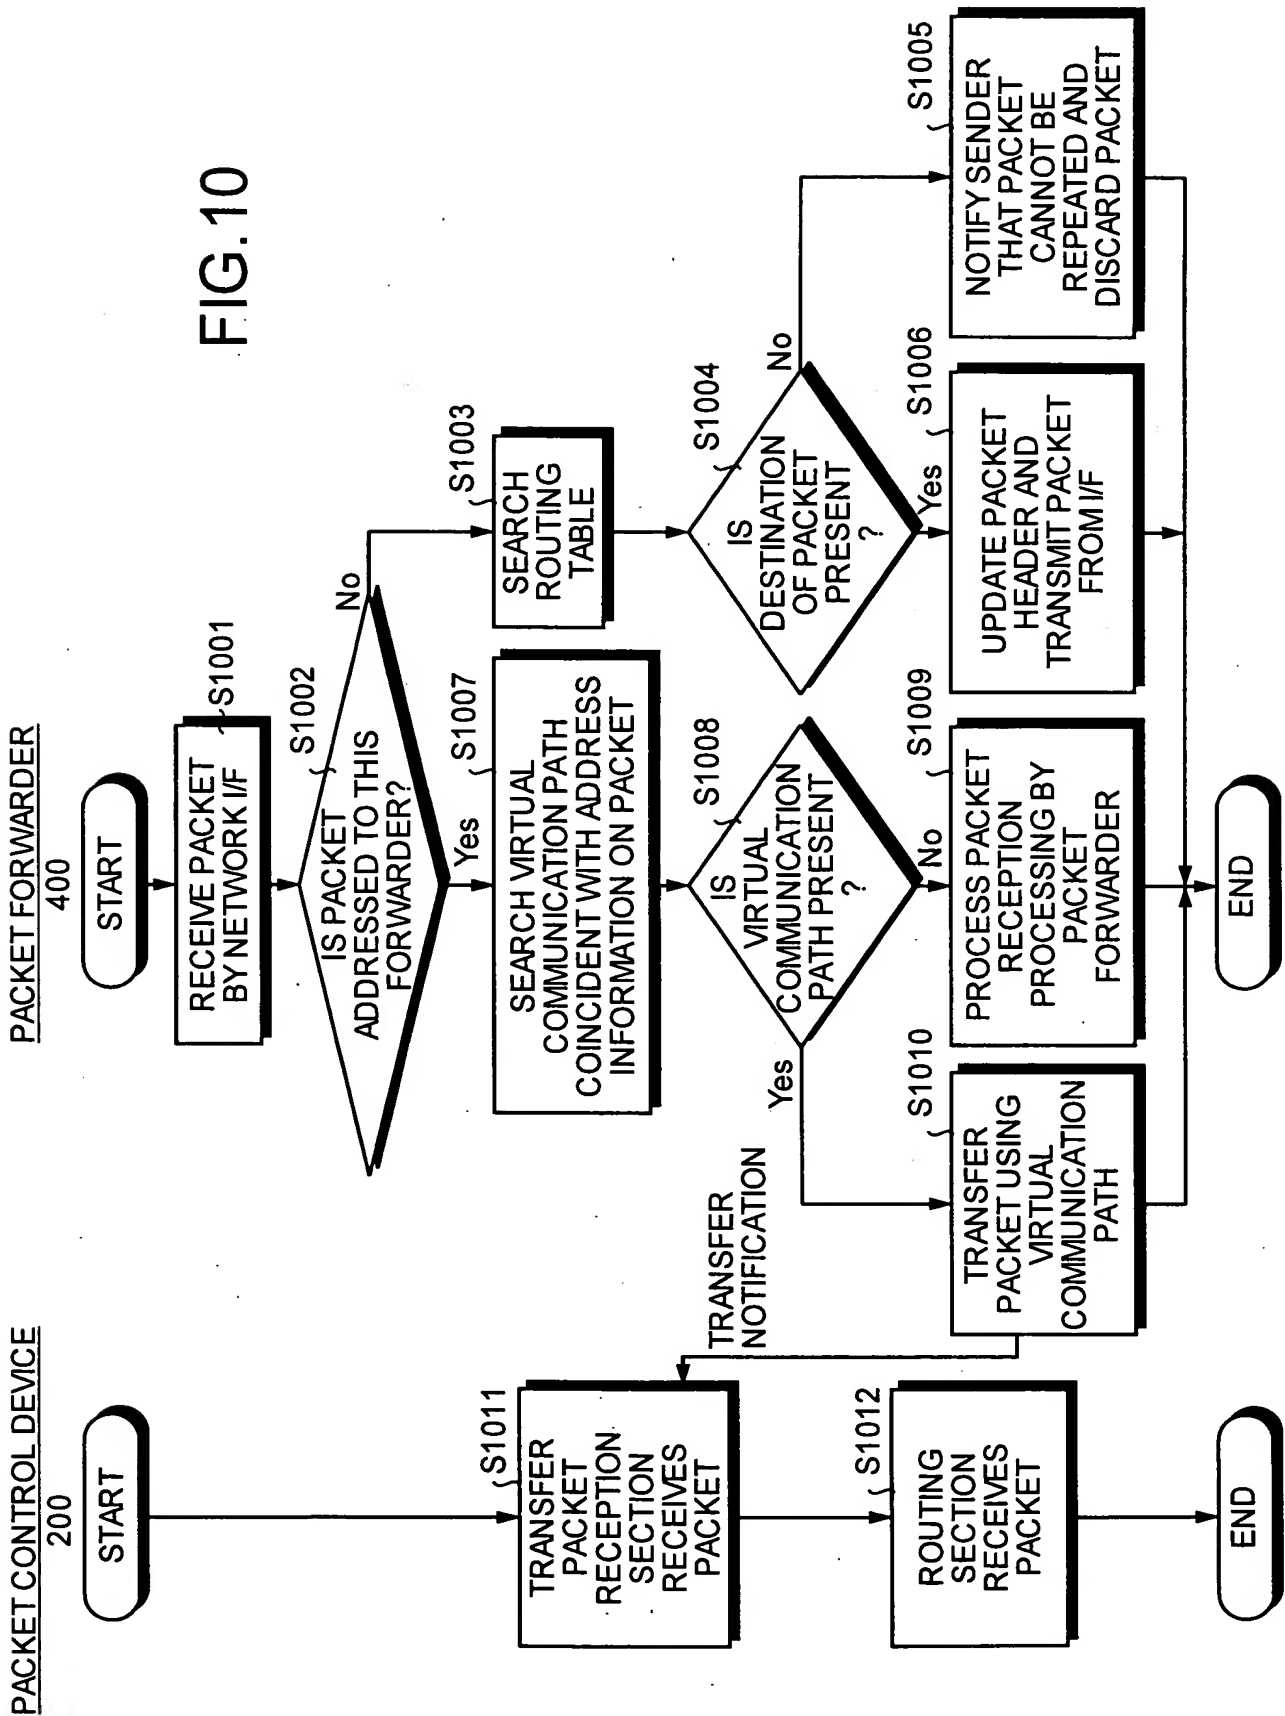 FIG.10
PACKET CONTROL DEVICE
200
START
S1011
TRANSFER
PACKET
RECEPTION
SECTION
RECEIVES
PACKET
S1012
ROUTING
SECTION
RECEIVES
PACKET
END
PACKET FORWARDER
400
START
S1001
RECEIVE PACKET
BY NETWORK I/F
S1002
IS PACKET
ADDRESSED TO THIS
FORWARDER?
No
Yes
S1003
SEARCH
ROUTING
TABLE
S1007
SEARCH VIRTUAL
COMMUNICATION PATH
COINCIDENT WITH ADDRESS
INFORMATION ON PACKET
S1004
IS
DESTINATION
OF PACKET
PRESENT
?
No
Yes
S1008
IS
VIRTUAL
COMMUNICATION
PATH PRESENT
?
Yes
No
TRANSFER
NOTIFICATION
S1010
TRANSFER
PACKET USING
VIRTUAL
COMMUNICATION
PATH
S1009
PROCESS PACKET
RECEPTION
PROCESSING BY
PACKET
FORWARDER
S1006
UPDATE PACKET
HEADER AND
TRANSMIT PACKET
FROM I/F
S1005
NOTIFY SENDER
THAT PACKET
CANNOT BE
REPEATED AND
DISCARD PACKET
END